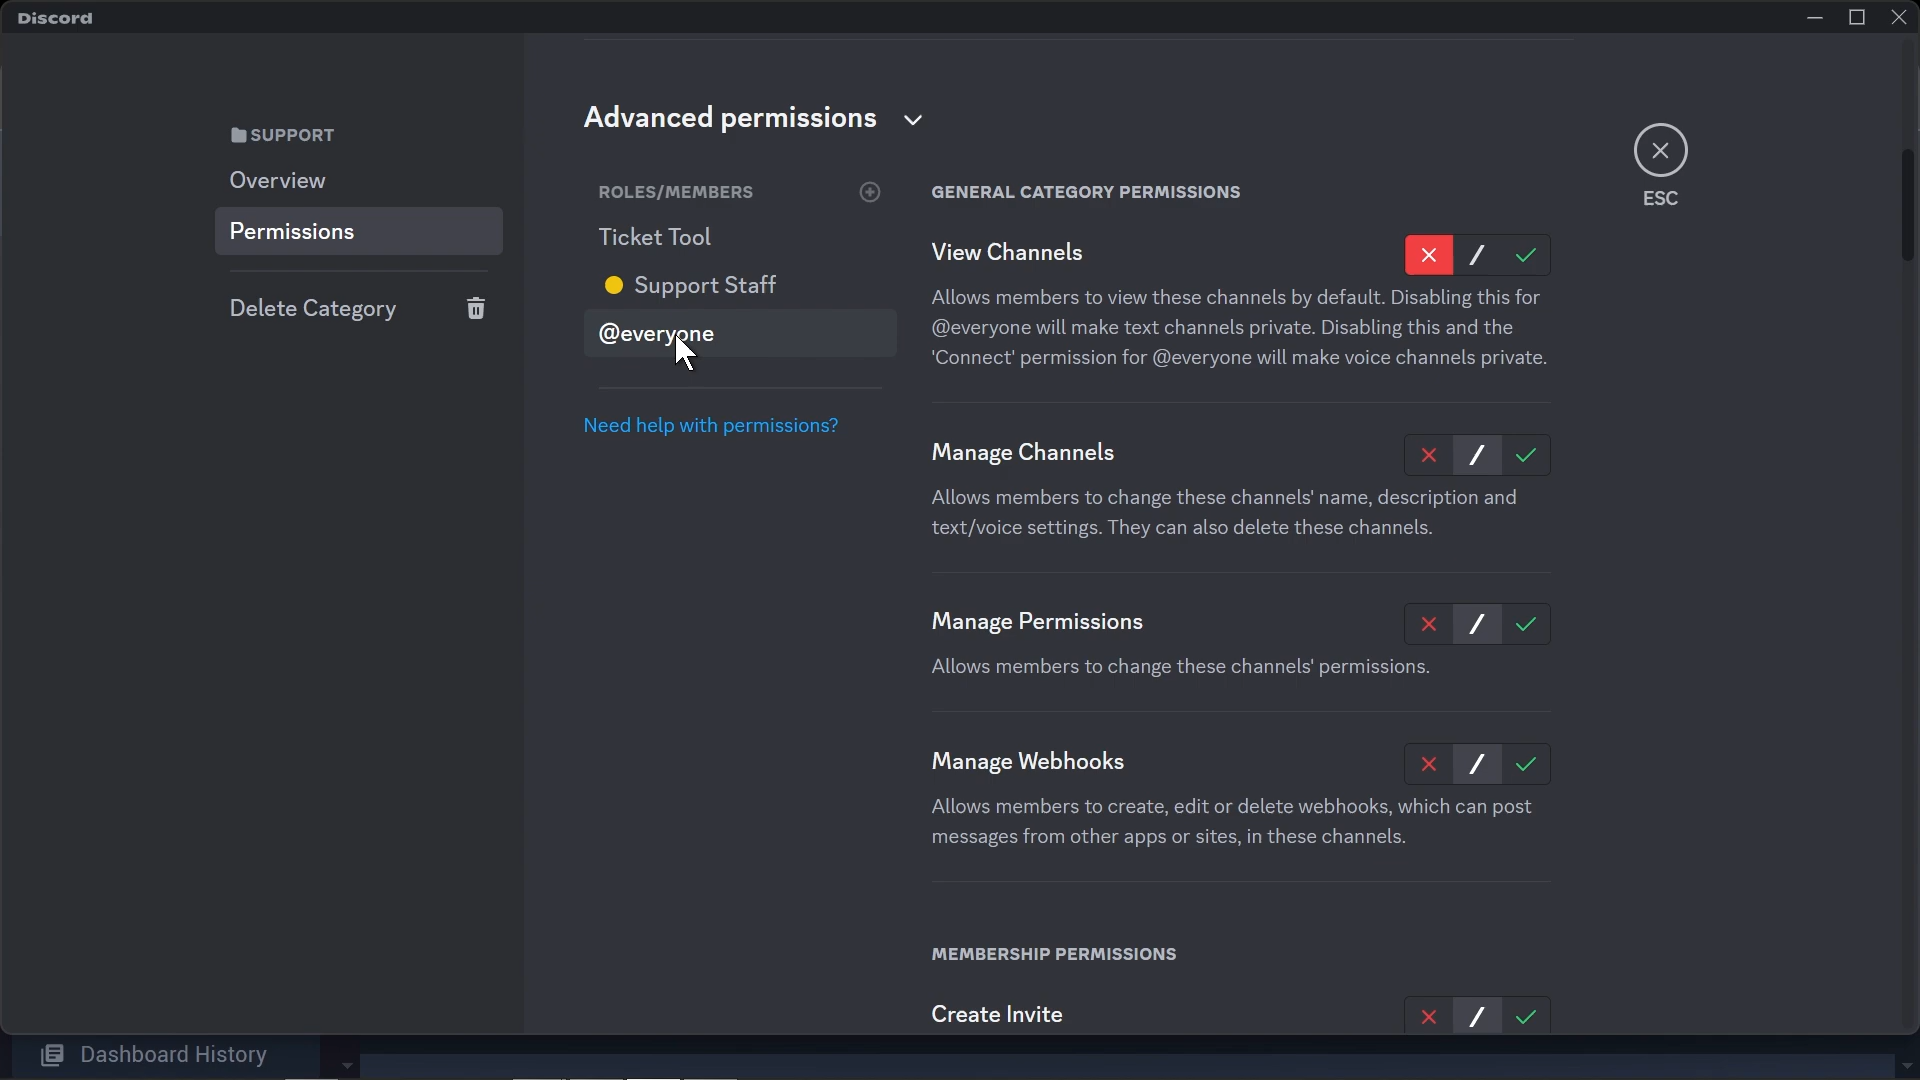 Discord
SUPPORT
Overview
Permissions
Delete Category
Advanced permissions
ROLES/MEMBERS
Ticket Tool
Support Staff
@everyone
Need help with permissions?
GENERAL CATEGORY PERMISSIONS
View Channels
Allows members to view these channels by default. Disabling this for
@everyone will make text channels private. Disabling this and the
'Connect' permission for @everyone will make voice channels private.
Manage Channels
Allows members to change these channels' name, description and
text/voice settings. They can also delete these channels.
Manage Permissions
Allows members to change these channels' permissions.
Manage Webhooks
Allows members to create, edit or delete webhooks, which can post
messages from other apps or sites, in these channels.
MEMBERSHIP PERMISSIONS
Create Invite
ESC
Dashboard History